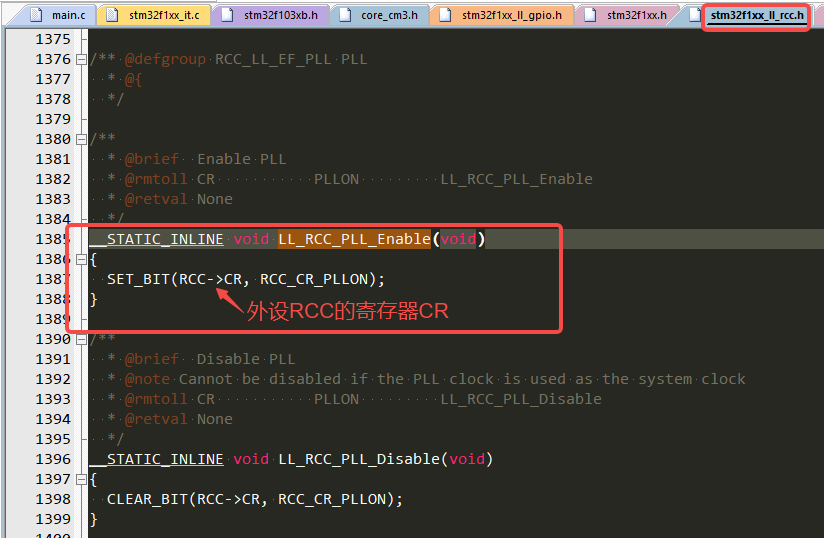 main.c stm32f1xx_it.c stm32f103xb.h core_cm3.h stm32f1xx_ll_gpio.h stm32f1xx.h stm32f1xx_ll_rcc.h
1375
1376 /** @defgroup RCC_LL_EF_PLL PLL
1377 * @{
1378 */
1379
1380 /**
1381 * @brief Enable PLL
1382 * @rmtoll CR PLLON LL_RCC_PLL_Enable
1383 * @retval None
1384 */
1385 __STATIC_INLINE void LL_RCC_PLL_Enable(void)
1386 {
1387 SET_BIT(RCC->CR, RCC_CR_PLLON);
1388 }
外设RCC的寄存器CR
1389
1390 /**
1391 * @brief Disable PLL
1392 * @note Cannot be disabled if the PLL clock is used as the system clock
1393 * @rmtoll CR PLLON LL_RCC_PLL_Disable
1394 * @retval None
1395 */
1396 __STATIC_INLINE void LL_RCC_PLL_Disable(void)
1397 {
1398 CLEAR_BIT(RCC->CR, RCC_CR_PLLON);
1399 }